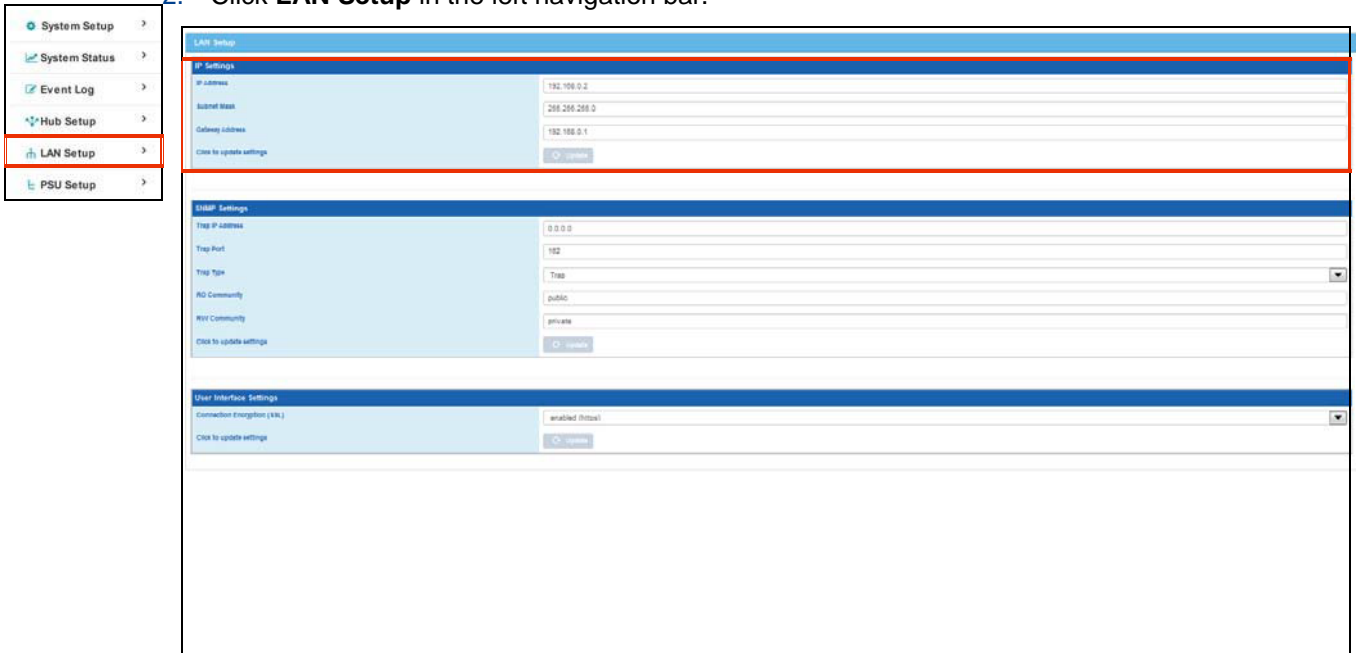 2. Click LAN Setup in the left navigation bar.
System Setup
System Status
Event Log
Hub Setup
LAN Setup
PSU Setup
LAN Setup
IP Settings
IP Address
192.168.0.2
Subnet Mask
255.255.255.0
Gateway Address
192.168.0.1
Click to update settings
Update
SNMP Settings
Trap IP Address
0.0.0.0
Trap Port
162
Trap Type
Trap
RO Community
public
RW Community
private
Click to update settings
Update
User Interface Settings
Connection Encryption (SSL)
enabled (https)
Click to update settings
Update